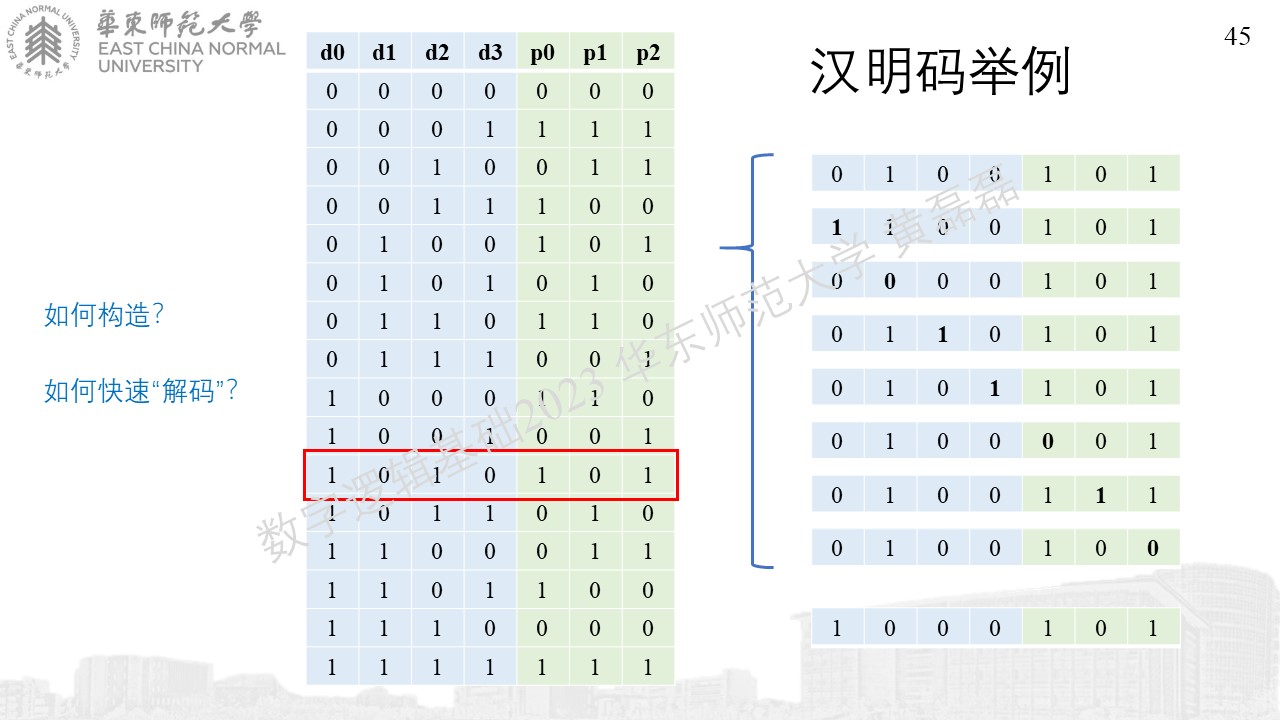 華東師範大學
EAST CHINA NORMAL
UNIVERSITY
EAST CHINA NORMAL UNIVERSITY
華東師範大學
45
汉明码举例
如何构造？
如何快速“解码”？
d0 d1 d2 d3 p0 p1 p2
0 0 0 0 0 0 0
0 0 0 1 1 1 1
0 0 1 0 0 1 1
0 0 1 1 1 0 0
0 1 0 0 1 0 1
0 1 0 1 0 1 0
0 1 1 0 1 1 0
0 1 1 1 0 0 1
1 0 0 0 1 1 0
1 0 0 1 0 0 1
1 0 1 0 1 0 1
1 0 1 1 0 1 0
1 1 0 0 0 1 1
1 1 0 1 1 0 0
1 1 1 0 0 0 0
1 1 1 1 1 1 1
0 1 0 0 1 0 1
1 1 0 0 1 0 1
0 0 0 0 1 0 1
0 1 1 0 1 0 1
0 1 0 1 1 0 1
0 1 0 0 0 0 1
0 1 0 0 1 1 1
0 1 0 0 1 0 0
1 0 0 0 1 0 1
数字逻辑基础2023 华东师范大学 黄磊磊